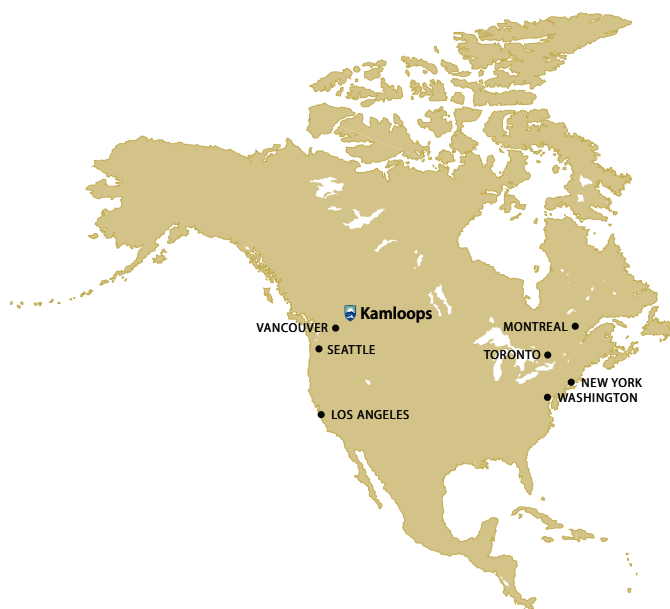 Kamloops
VANCOUVER
MONTREAL
SEATTLE
TORONTO
NEW YORK
WASHINGTON
LOS ANGELES